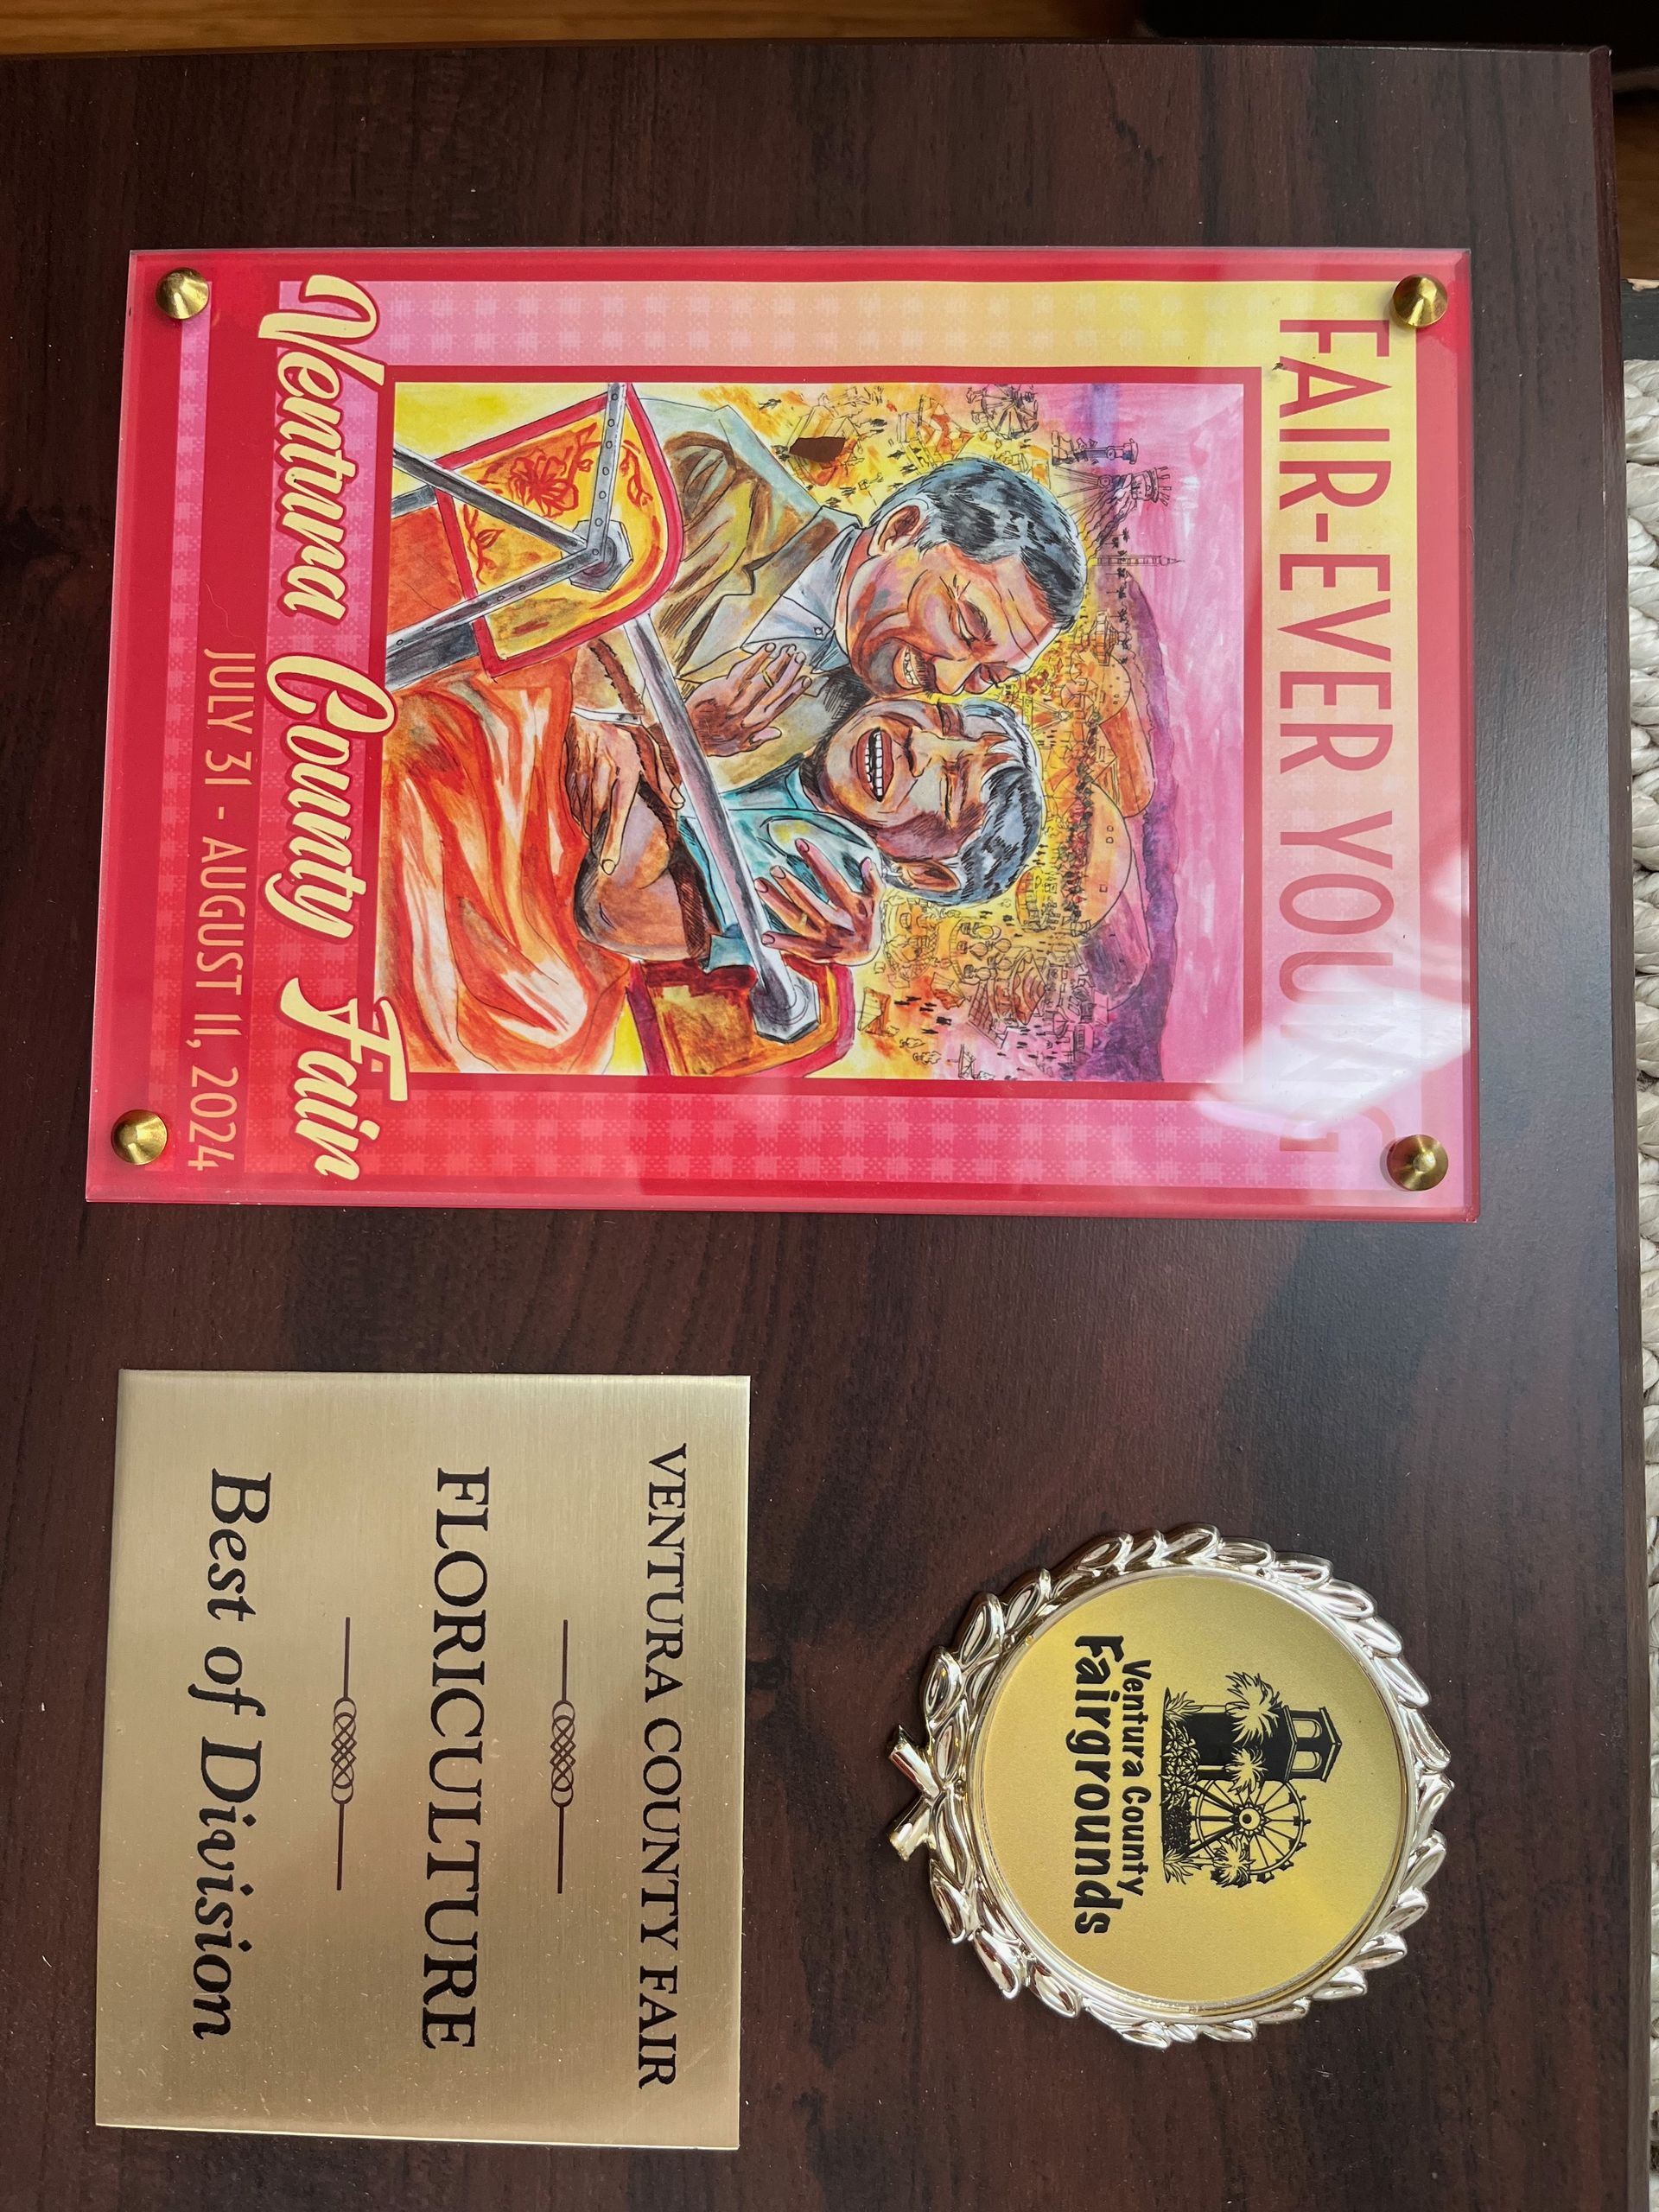 FAIR-EVER YOUNG
Ventura County Fair
JULY 31 - AUGUST 11, 2024
Ventura County
Fairgrounds
VENTURA COUNTY FAIR
FLORICULTURE
Best of Division